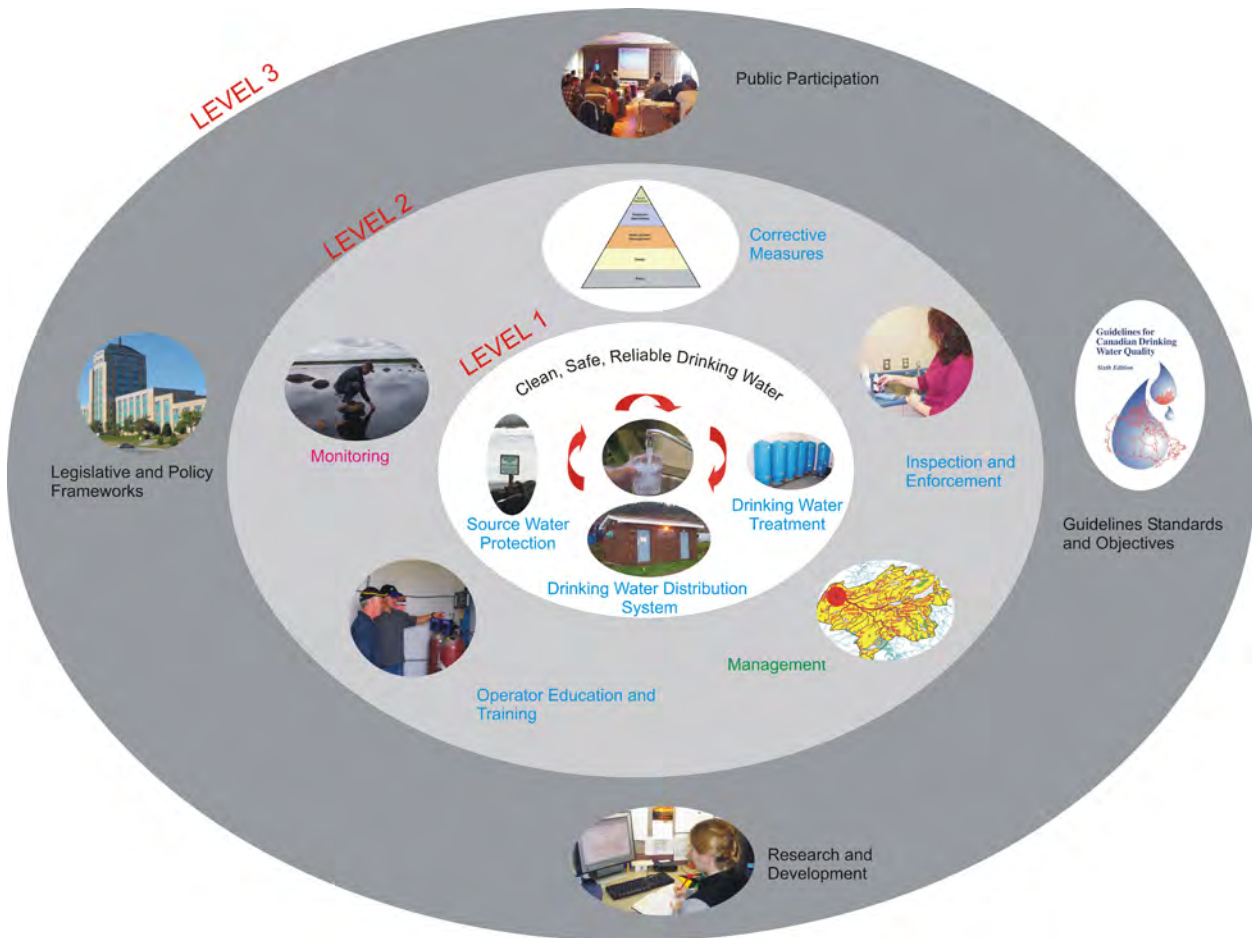 LEVEL 3
Public Participation
LEVEL 2
Corrective
Measures
LEVEL 1
Clean, Safe, Reliable Drinking Water
Guidelines for
Canadian Drinking
Water Quality
Sixth Edition
Legislative and Policy
Frameworks
Monitoring
Inspection and
Enforcement
Source Water
Protection
Drinking Water
Treatment
Drinking Water Distribution
System
Guidelines Standards
and Objectives
Management
Operator Education and
Training
Research and
Development